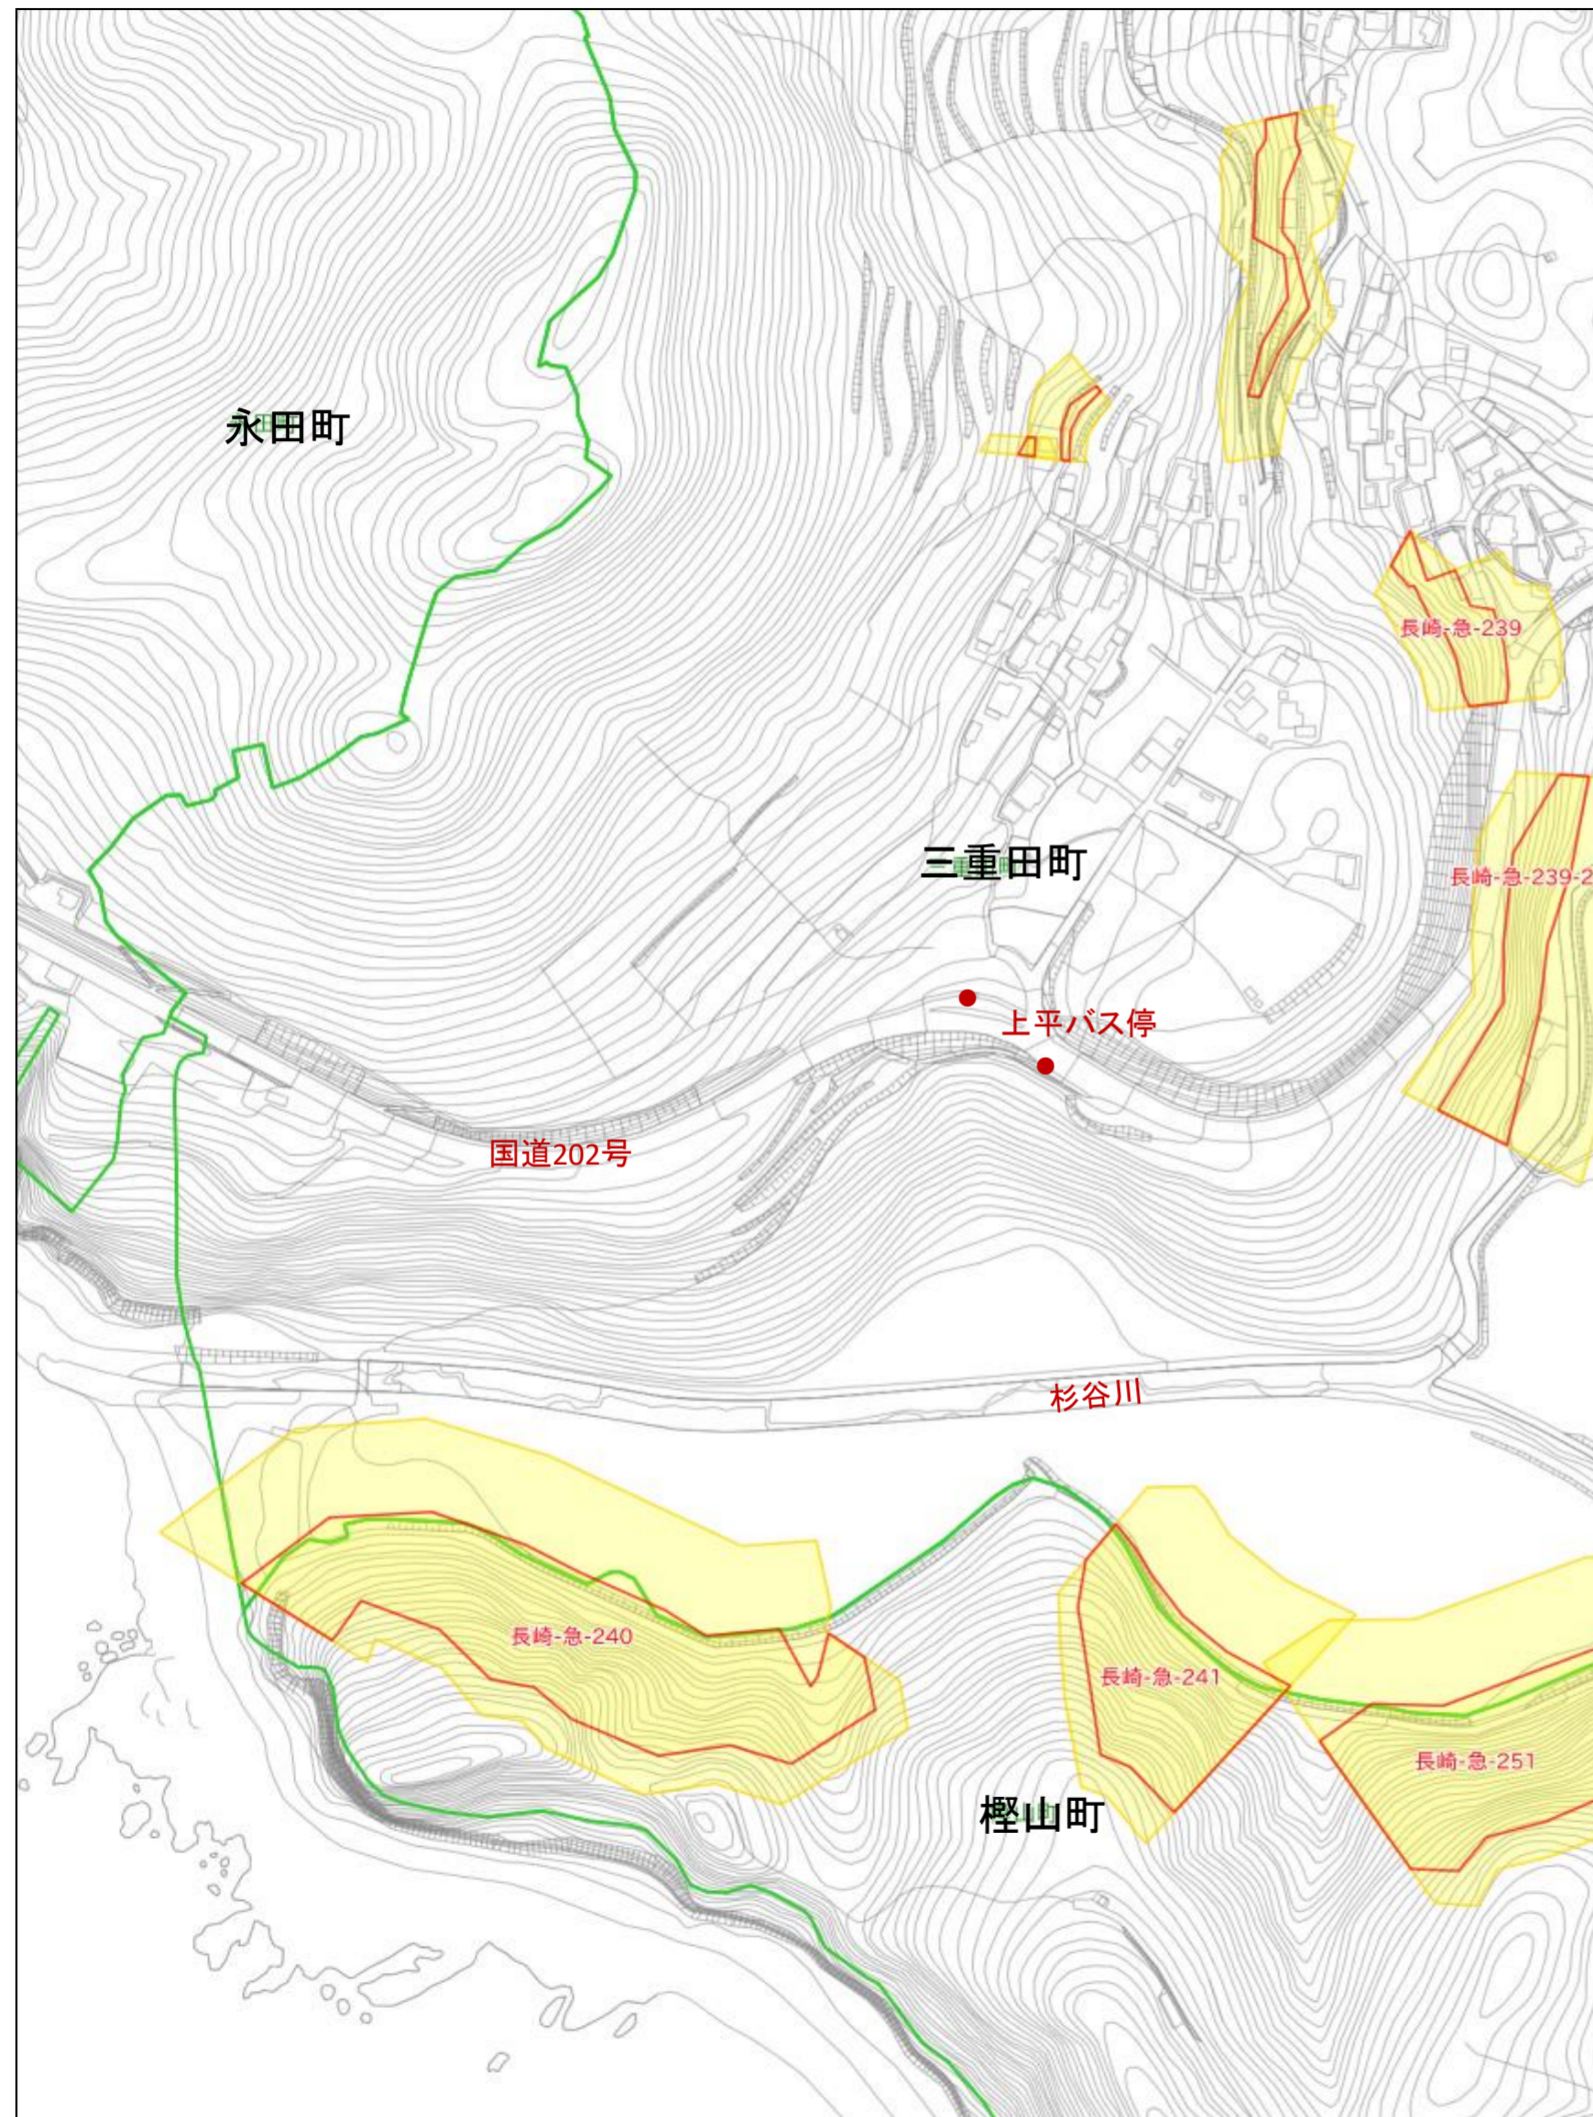 永田町
長崎-急-239
三重田町
長崎-急-239-2
上平バス停
国道202号
杉谷川
長崎-急-240
長崎-急-241
長崎-急-251
樫山町